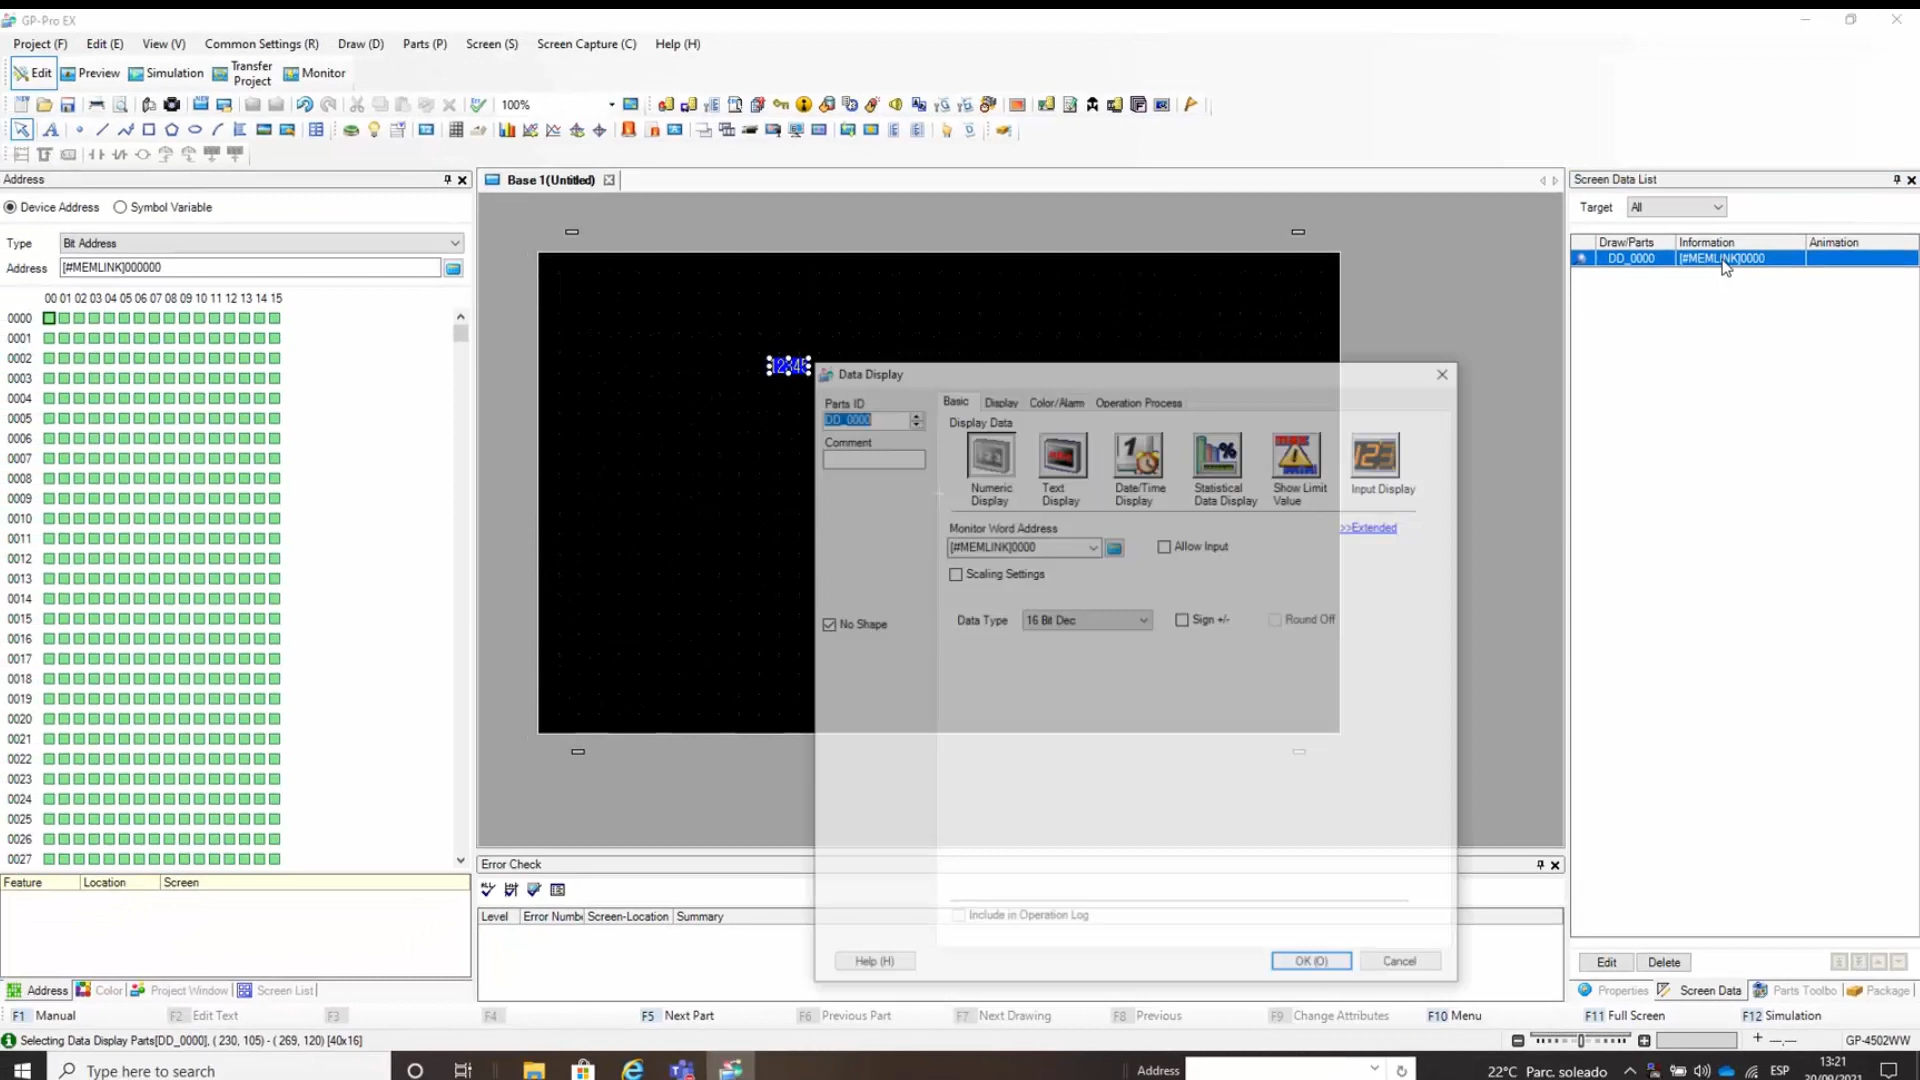 GP-Pro EX
Project (F) Edit (E) View (V) Common Settings (R) Draw (D) Parts (P) Screen (S) Screen Capture (C) Help (H)
Edit Preview Simulation Transfer Project Monitor
100%
Address
Base 1(Untitled)
Screen Data List
Device Address Symbol Variable
Target All
Type Bit Address
Draw/Parts Information Animation
DD_0000 [#MEMLINK]0000
Address [#MEMLINK]000000
00 01 02 03 04 05 06 07 08 09 10 11 12 13 14 15
0000
0001
0002
0003
0004
0005
0006
0007
0008
0009
0010
0011
0012
0013
0014
0015
0016
0017
0018
0019
0020
0021
0022
0023
0024
0025
0026
0027
12345
Data Display
Parts ID
DD_0000
Comment
No Shape
Basic Display Color/Alarm Operation Process
Display Data
Numeric Display
Text Display
Date/Time Display
Statistical Data Display
Show Limit Value
Input Display
Monitor Word Address
>>Extended
[#MEMLINK]0000 Allow Input
Scaling Settings
Data Type 16 Bit Dec Sign +/- Round Off
Include in Operation Log
Help (H) OK (O) Cancel
Error Check
Level Error Numbe Screen-Location Summary
Feature Location Screen
Edit Delete
Address Color Project Window Screen List
Properties Screen Data Parts Toolbo Package
F1 Manual F2 Edit Text F3 F4 F5 Next Part F6 Previous Part F7 Next Drawing F8 Previous F9 Change Attributes F10 Menu F11 Full Screen F12 Simulation
Selecting Data Display Parts[DD_0000], ( 230, 105) - ( 269, 120) [40x16]
GP-4502WW
Type here to search
Address
22°C Parc. soleado
ESP
13:21
20/09/2021